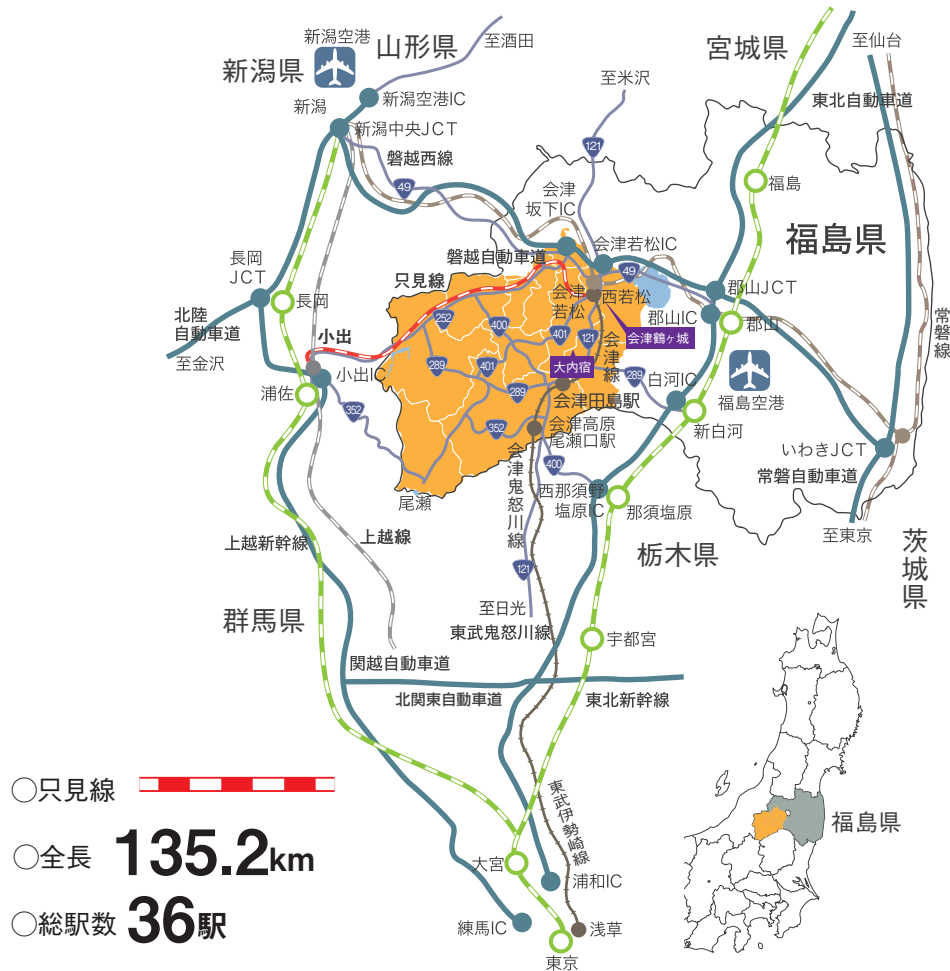 新潟空港
山形県
至酒田
宮城県
至仙台
新潟県
新潟
新潟空港IC
至米沢
東北自動車道
新潟中央JCT
磐越西線
121
49
会津
坂下IC
福島
福島県
長岡
JCT
磐越自動車道
会津若松IC
只見線
49
会津
若松
西若松
郡山JCT
長岡
北陸
自動車道
252
400
401
121
会津線
会津鶴ヶ城
郡山IC
郡山
常磐線
至金沢
小出
小出IC
289
401
大内宿
289
白河IC
福島空港
浦佐
352
289
会津田島駅
新白河
352
会津高原
尾瀬口駅
いわきJCT
400
尾瀬
会津鬼怒川線
西那須野
塩原IC
那須塩原
常磐自動車道
至東京
上越新幹線
上越線
栃木県
茨城県
121
至日光
群馬県
東武鬼怒川線
宇都宮
関越自動車道
北関東自動車道
東北新幹線
○只見線
東武伊勢崎線
福島県
○全長 135.2km
大宮
浦和IC
○総駅数 36駅
練馬IC
浅草
東京